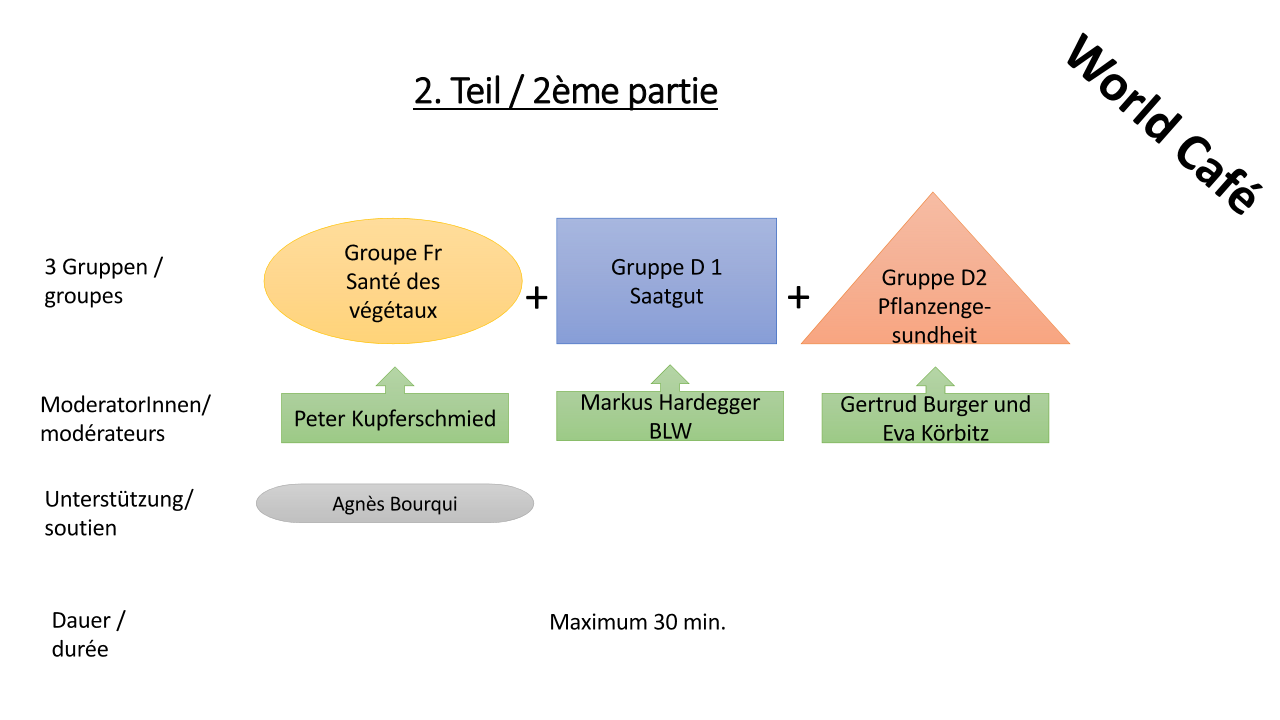 World Café
2. Teil / 2ème partie
3 Gruppen /
groupes
Groupe Fr
Santé des
végétaux
+
Gruppe D 1
Saatgut
+
Gruppe D2
Pflanzenge-
sundheit
ModeratorInnen/
modérateurs
Peter Kupferschmied
Markus Hardegger
BLW
Gertrud Burger und
Eva Körbitz
Unterstützung/
soutien
Agnès Bourqui
Dauer /
durée
Maximum 30 min.